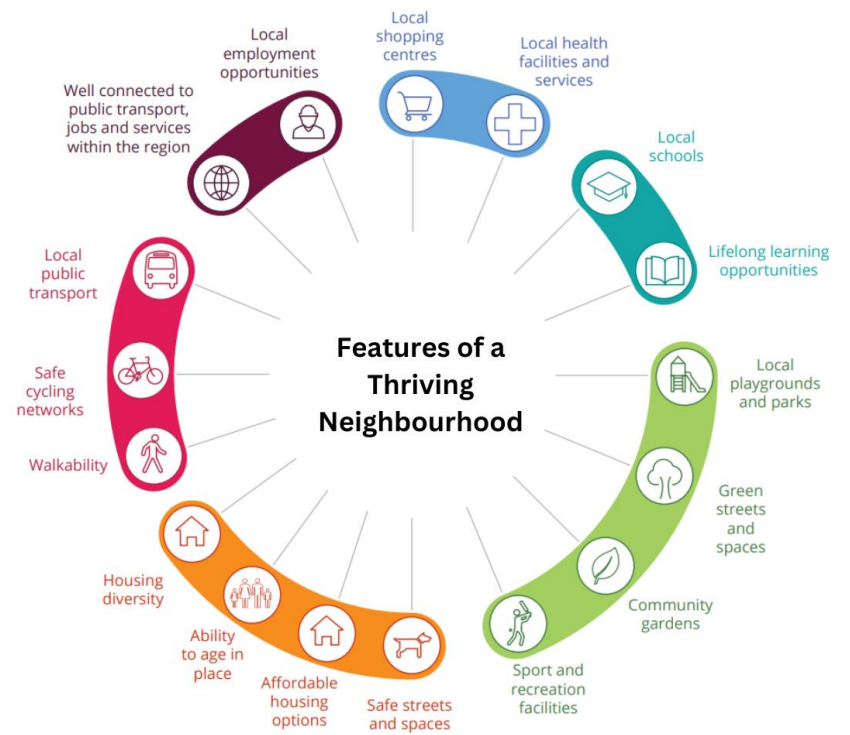 Features of a
Thriving
Neighbourhood
Local
shopping
centres
Local health
facilities and
services
Local
schools
Lifelong learning
opportunities
Local
playgrounds
and parks
Green
streets
and
spaces
Community
gardens
Sport and
recreation
facilities
Safe streets
and spaces
Affordable
housing
options
Ability
to age in
place
Housing
diversity
Walkability
Safe
cycling
networks
Local
public
transport
Well connected to
public transport,
jobs and services
within the region
Local
employment
opportunities